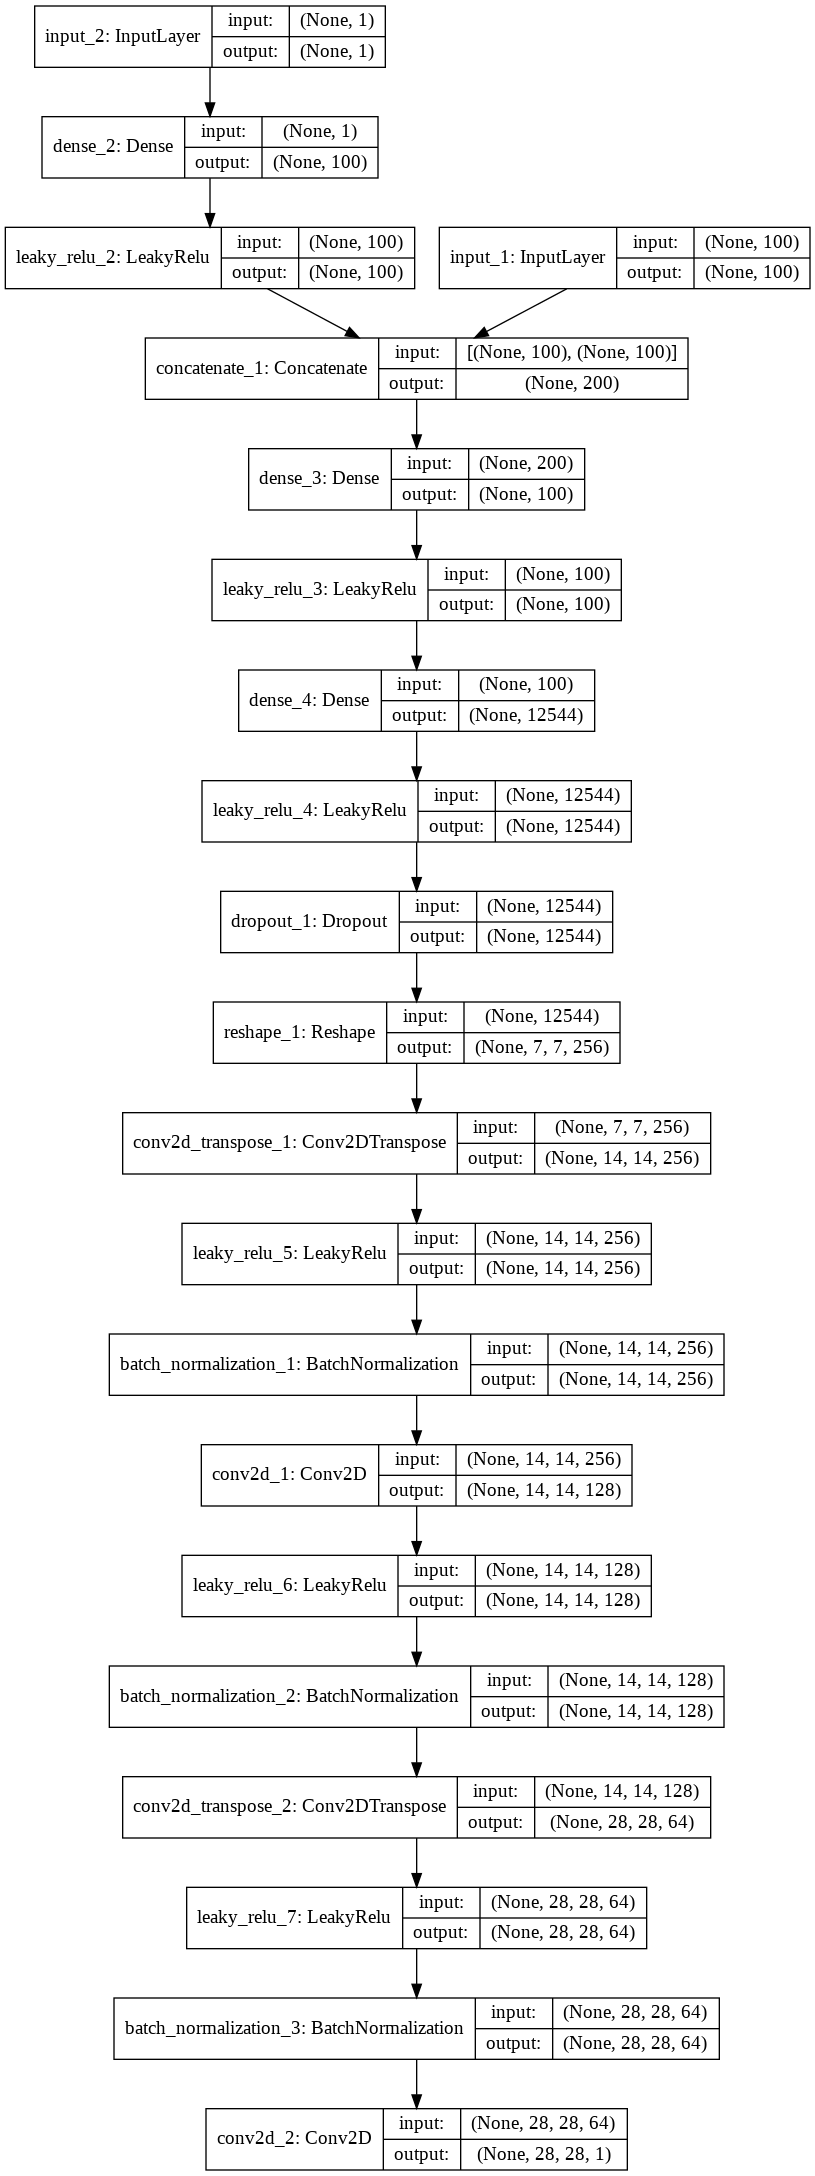 input_2: InputLayer
input: (None, 1)
output: (None, 1)
dense_2: Dense
input: (None, 1)
output: (None, 100)
leaky_relu_2: LeakyRelu
input: (None, 100)
output: (None, 100)
input_1: InputLayer
input: (None, 100)
output: (None, 100)
concatenate_1: Concatenate
input: [(None, 100), (None, 100)]
output: (None, 200)
dense_3: Dense
input: (None, 200)
output: (None, 100)
leaky_relu_3: LeakyRelu
input: (None, 100)
output: (None, 100)
dense_4: Dense
input: (None, 100)
output: (None, 12544)
leaky_relu_4: LeakyRelu
input: (None, 12544)
output: (None, 12544)
dropout_1: Dropout
input: (None, 12544)
output: (None, 12544)
reshape_1: Reshape
input: (None, 12544)
output: (None, 7, 7, 256)
conv2d_transpose_1: Conv2DTranspose
input: (None, 7, 7, 256)
output: (None, 14, 14, 256)
leaky_relu_5: LeakyRelu
input: (None, 14, 14, 256)
output: (None, 14, 14, 256)
batch_normalization_1: BatchNormalization
input: (None, 14, 14, 256)
output: (None, 14, 14, 256)
conv2d_1: Conv2D
input: (None, 14, 14, 256)
output: (None, 14, 14, 128)
leaky_relu_6: LeakyRelu
input: (None, 14, 14, 128)
output: (None, 14, 14, 128)
batch_normalization_2: BatchNormalization
input: (None, 14, 14, 128)
output: (None, 14, 14, 128)
conv2d_transpose_2: Conv2DTranspose
input: (None, 14, 14, 128)
output: (None, 28, 28, 64)
leaky_relu_7: LeakyRelu
input: (None, 28, 28, 64)
output: (None, 28, 28, 64)
batch_normalization_3: BatchNormalization
input: (None, 28, 28, 64)
output: (None, 28, 28, 64)
conv2d_2: Conv2D
input: (None, 28, 28, 64)
output: (None, 28, 28, 1)